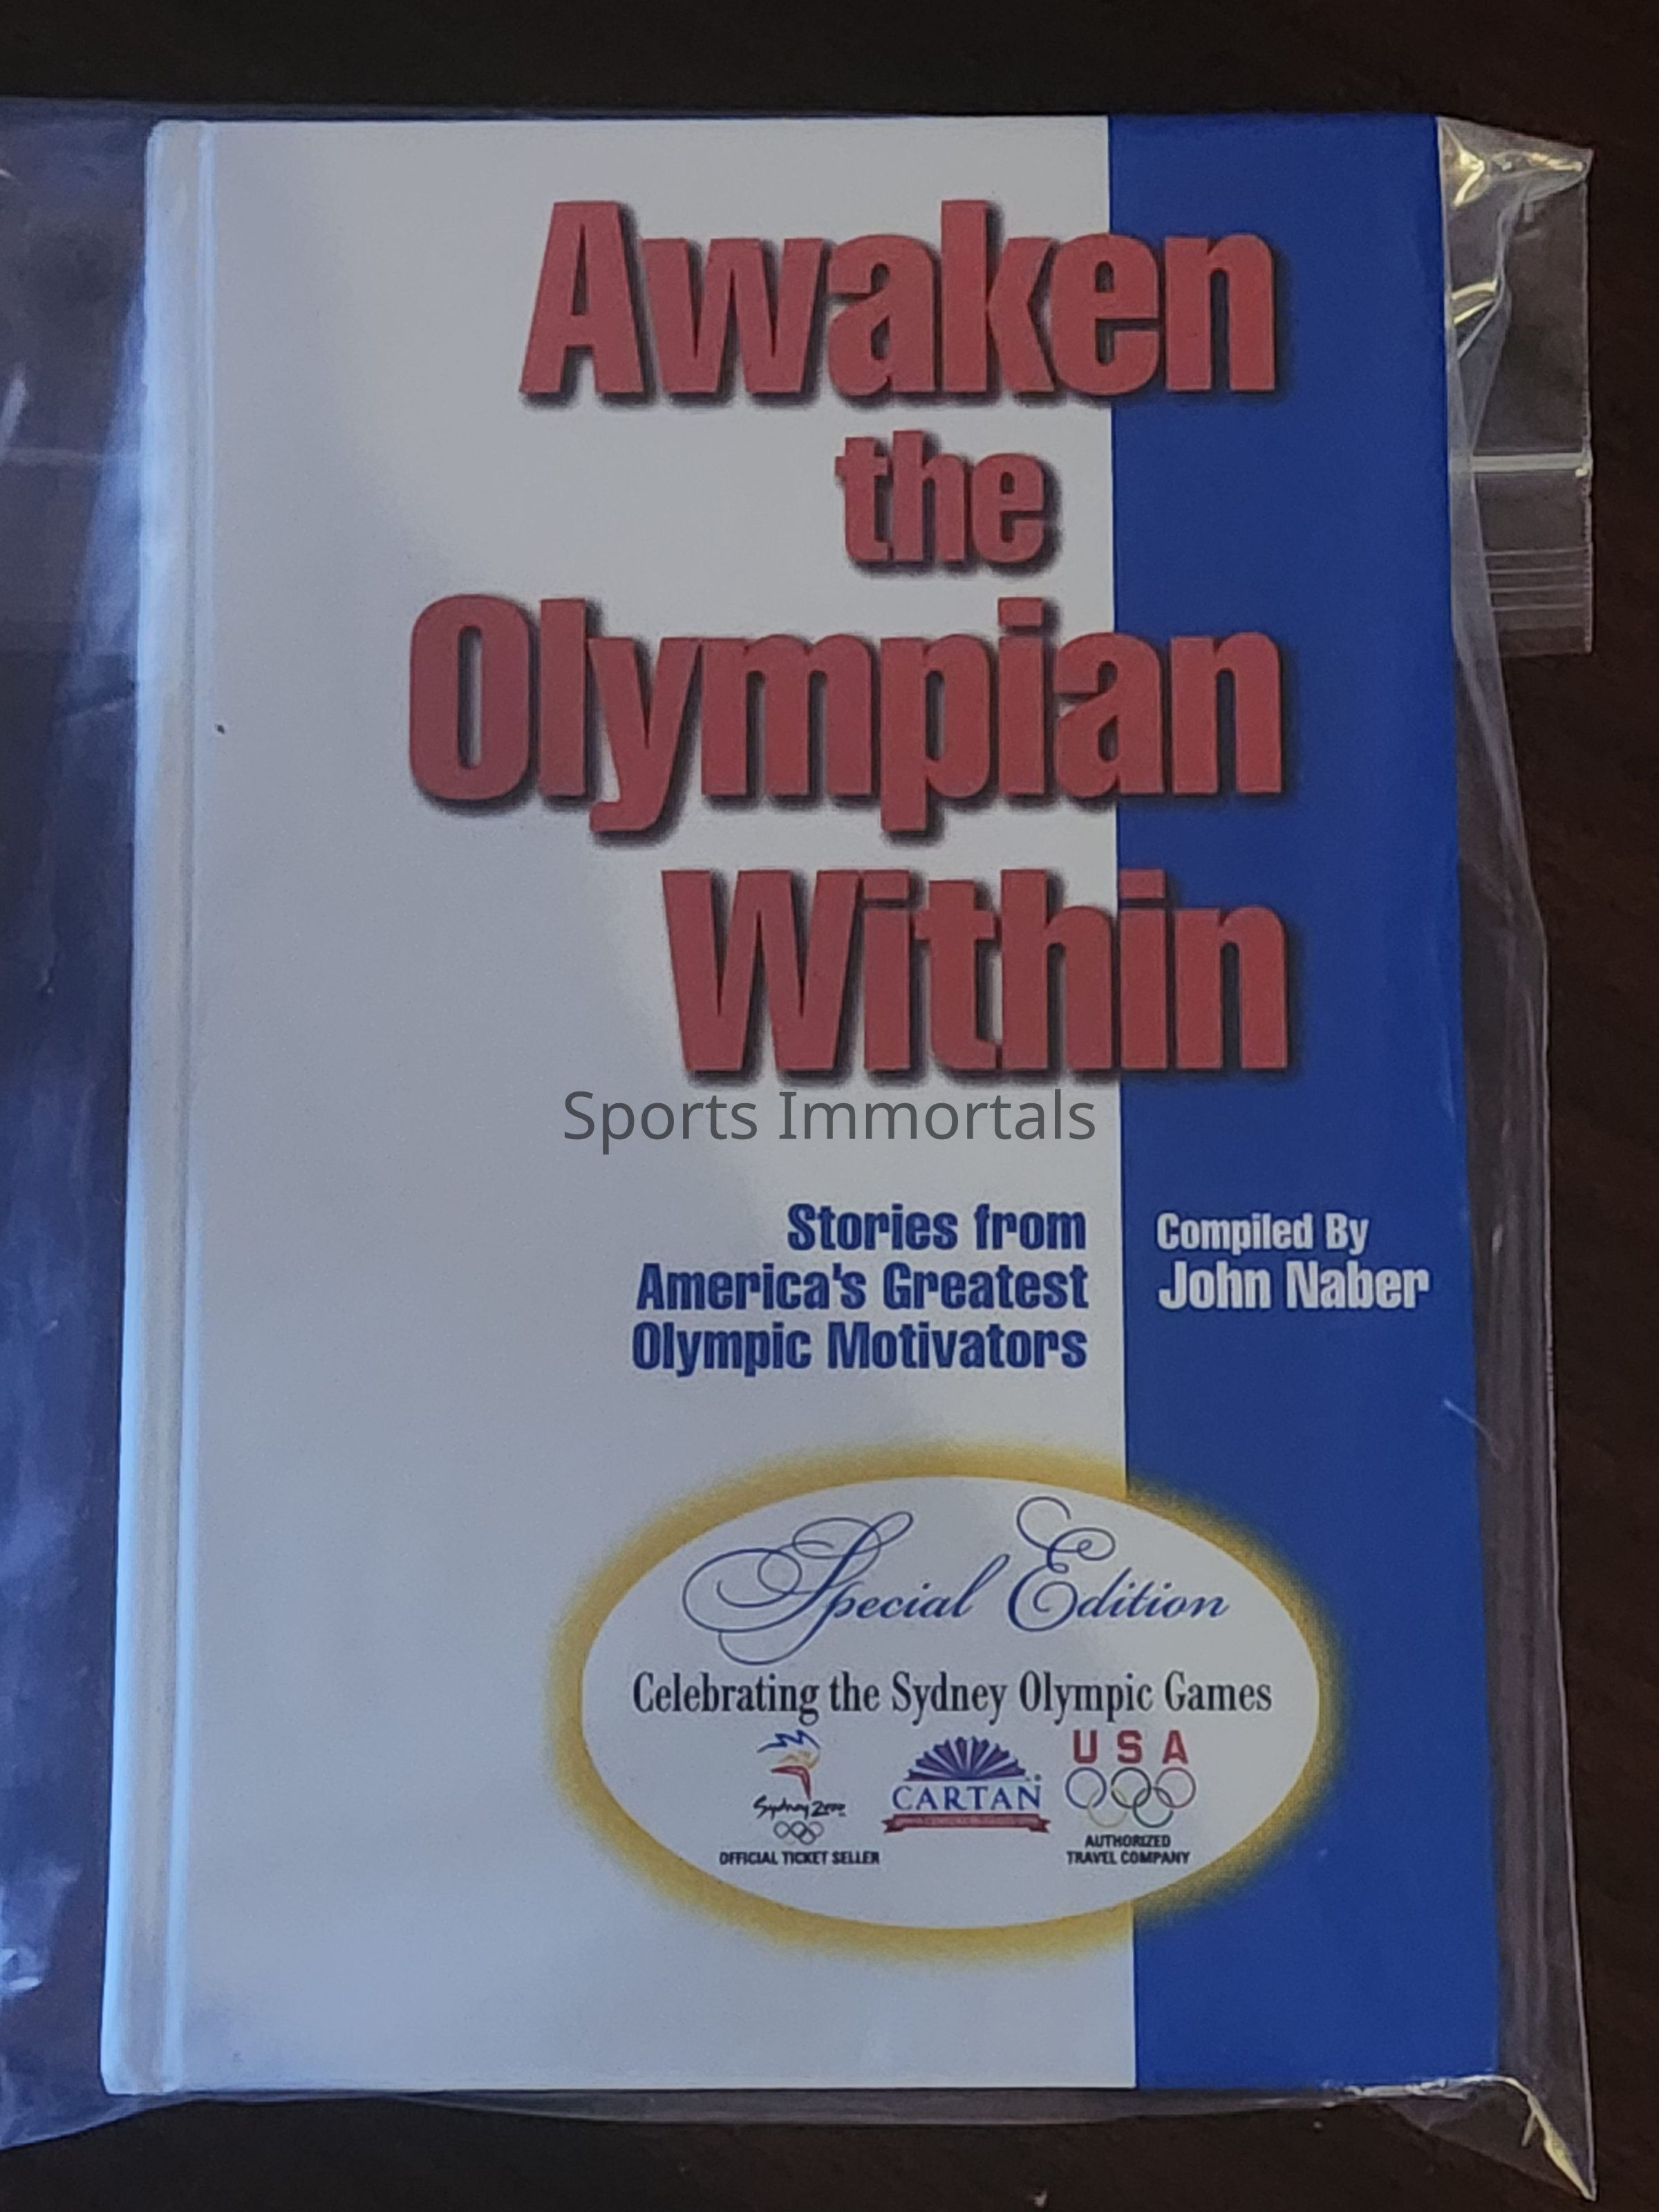 Awaken
the
Olympian
Within
Sports Immortals
Stories from
America's Greatest
Olympic Motivators
Compiled By
John Naber
Special Edition
Celebrating the Sydney Olympic Games
Sydney 2000
OFFICIAL TICKET SELLER
CARTAN
USA
AUTHORIZED
TRAVEL COMPANY